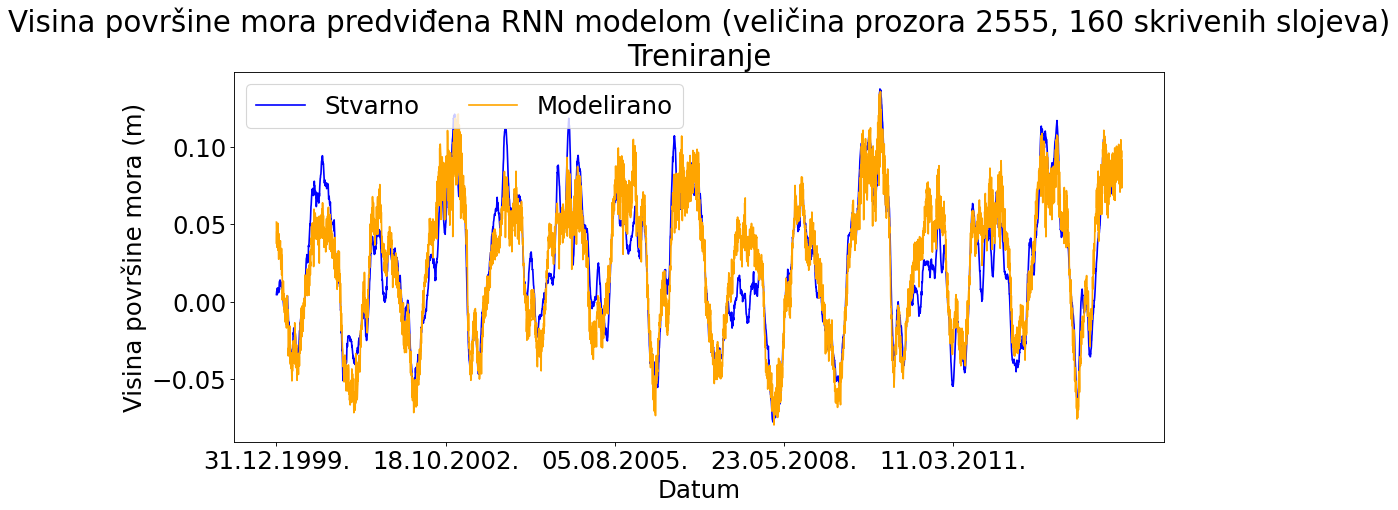 Visina površine mora predviđena RNN modelom (veličina prozora 2555, 160 skrivenih slojeva)
Treniranje
Stvarno Modelirano
Visina površine mora (m)
0.10
0.05
0.00
−0.05
31.12.1999. 18.10.2002. 05.08.2005. 23.05.2008. 11.03.2011.
Datum